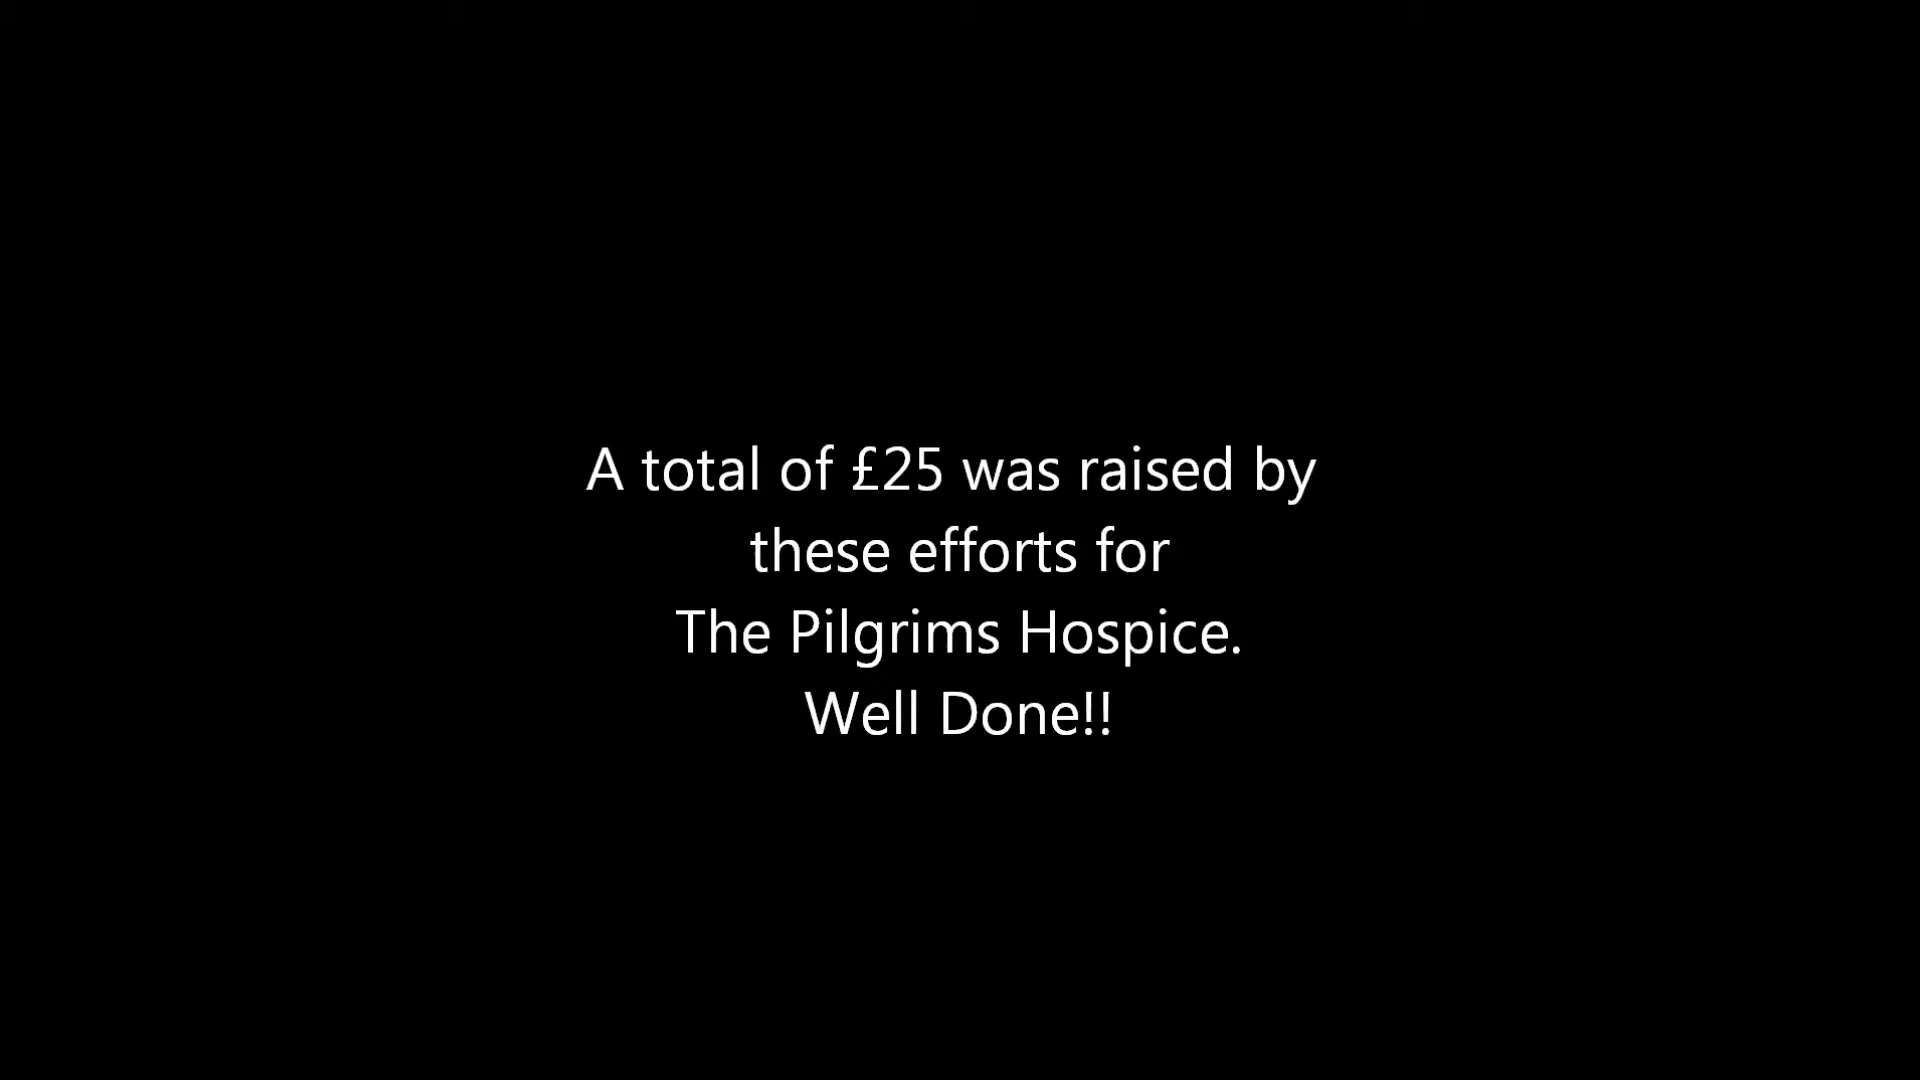 A total of £25 was raised by
these efforts for
The Pilgrims Hospice.
Well Done!!